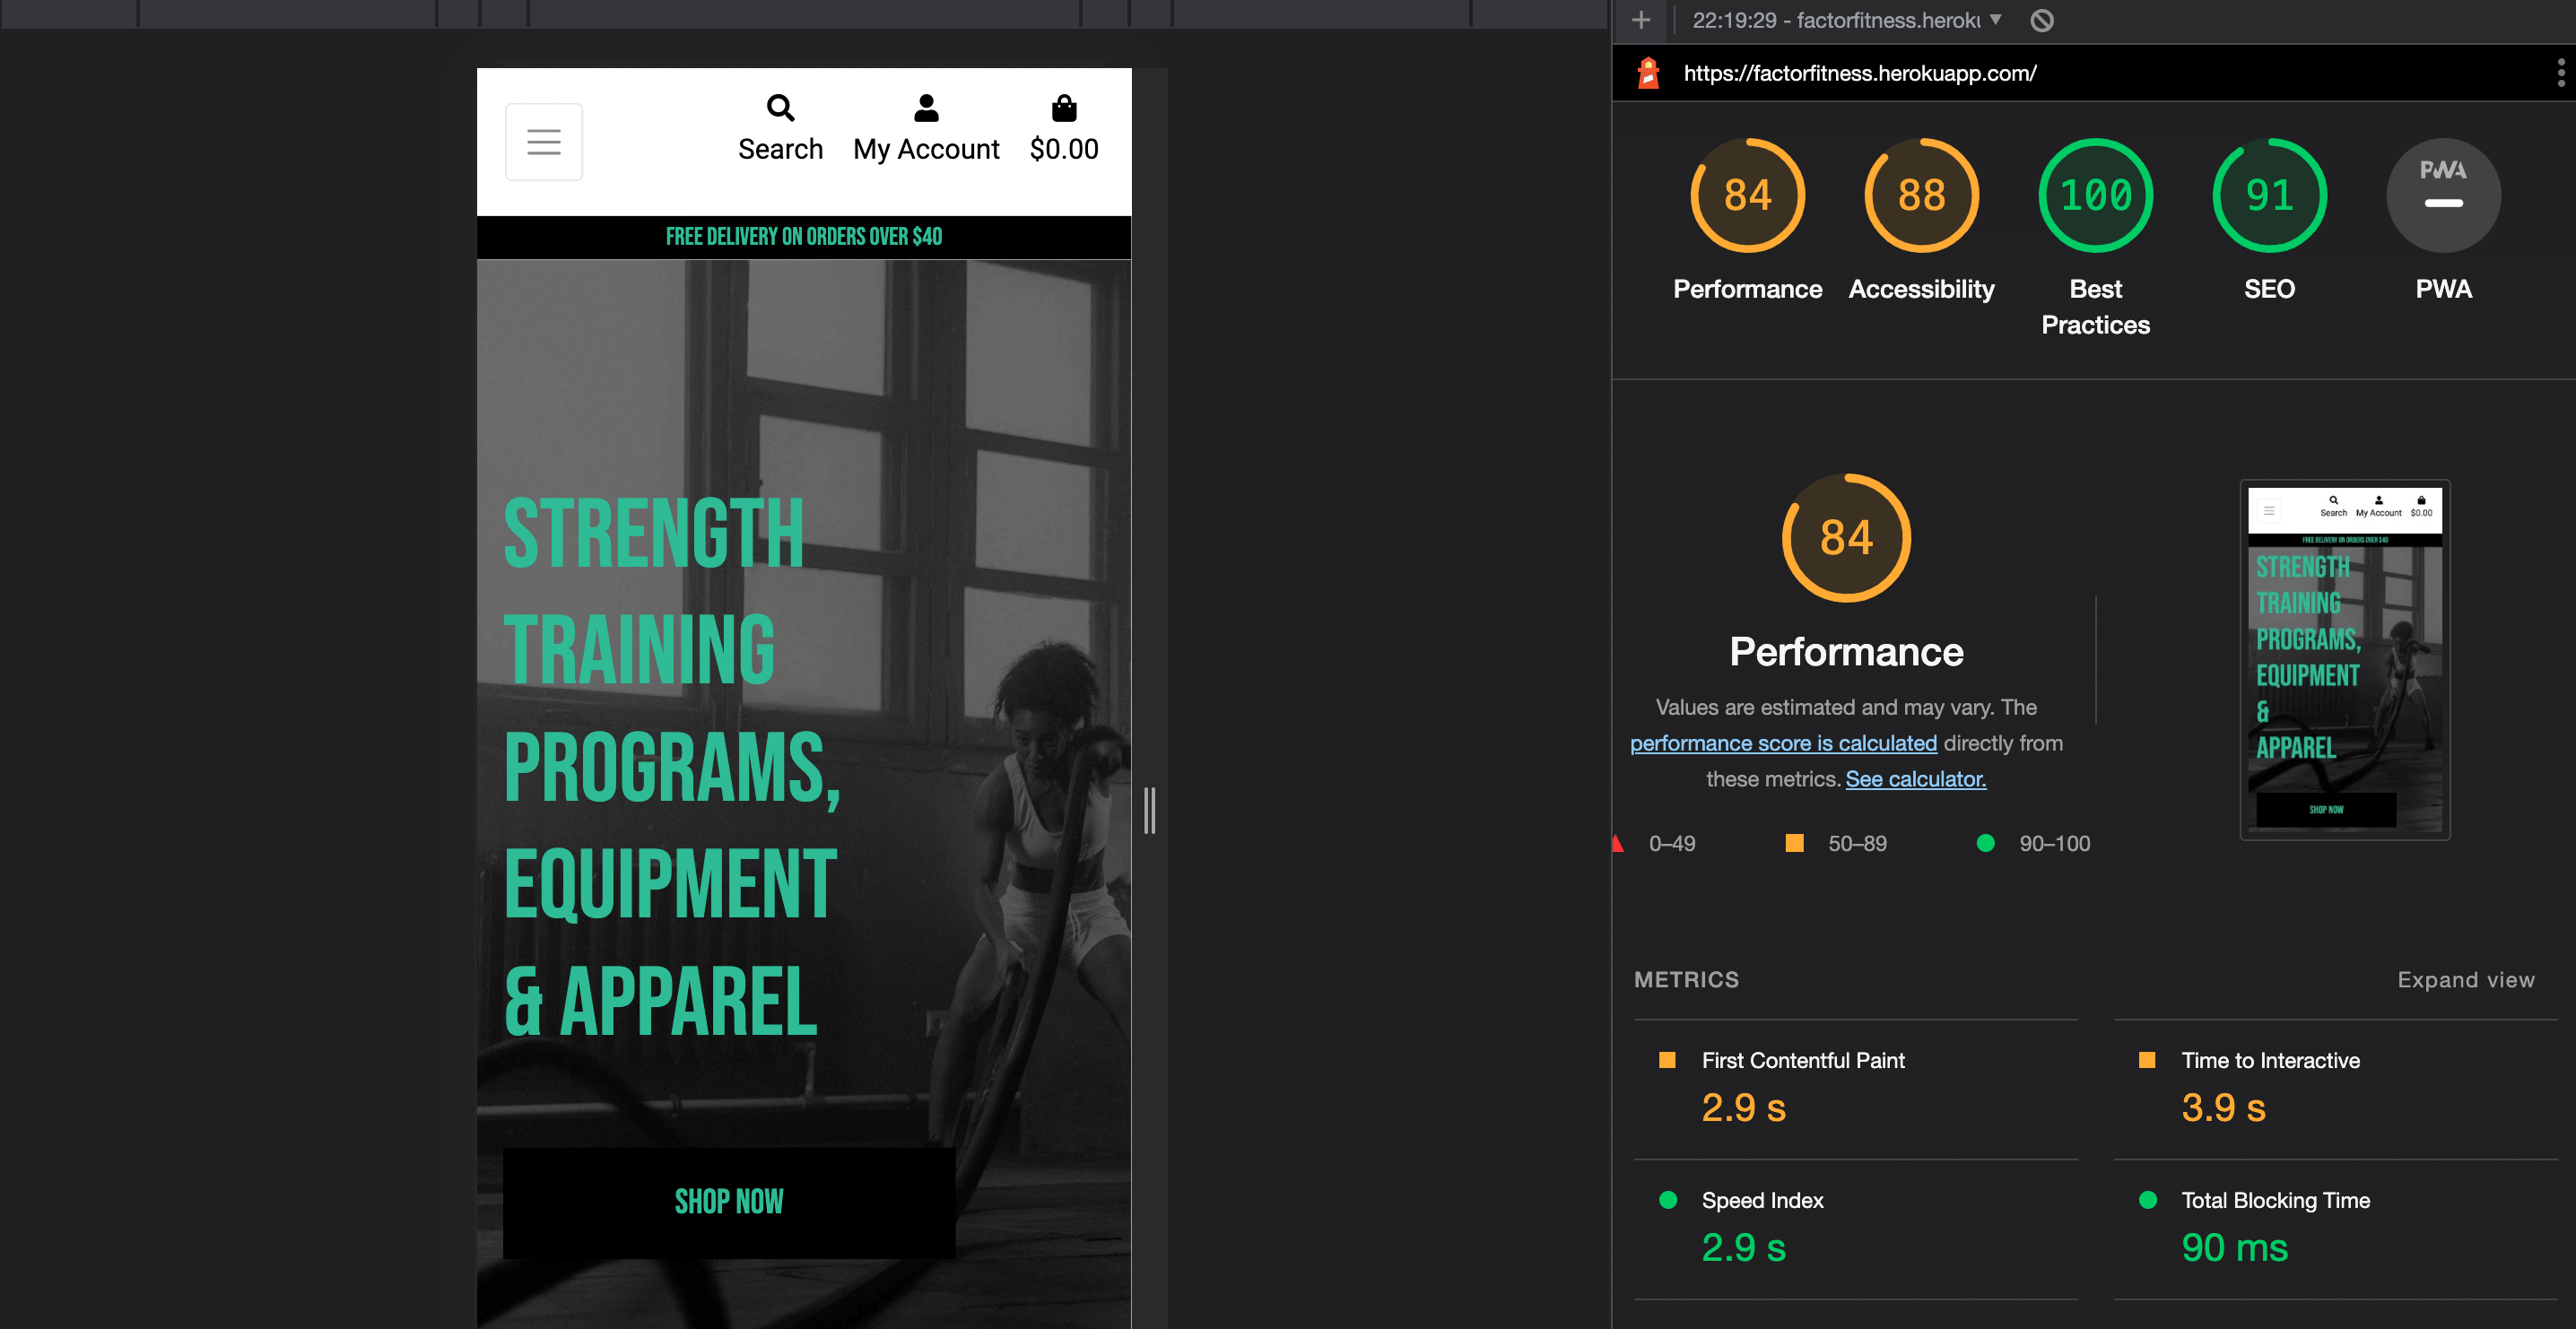 Search
My Account
$0.00
FREE DELIVERY ON ORDERS OVER $40
STRENGTH
TRAINING
PROGRAMS,
EQUIPMENT
& APPAREL
SHOP NOW
22:19:29 - factorfitness.heroku
https://factorfitness.herokuapp.com/
84
88
100
91
PWA
Performance
Accessibility
Best
Practices
SEO
PWA
84
Performance
Values are estimated and may vary. The
performance score is calculated directly from
these metrics. See calculator.
0–49
50–89
90–100
Search
My Account
$0.00
FREE DELIVERY ON ORDERS OVER $40
STRENGTH
TRAINING
PROGRAMS,
EQUIPMENT
&
APPAREL
SHOP NOW
METRICS
Expand view
First Contentful Paint
2.9 s
Time to Interactive
3.9 s
Speed Index
2.9 s
Total Blocking Time
90 ms